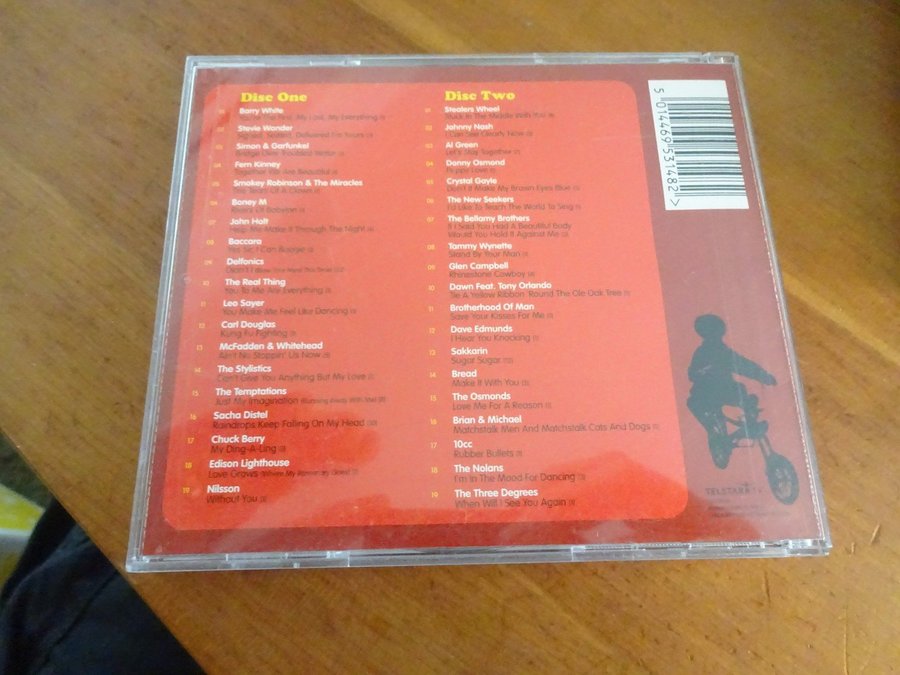 Disc One
01 Barry White
You're The First, My Last, My Everything
02 Stevie Wonder
Signed, Sealed, Delivered I'm Yours
03 Simon & Garfunkel
Bridge Over Troubled Water
04 Fern Kinney
Together We Are Beautiful
05 Smokey Robinson & The Miracles
The Tears Of A Clown
06 Boney M
Rivers Of Babylon
07 John Holt
Help Me Make It Through The Night
08 Baccara
Yes Sir, I Can Boogie
09 Delfonics
Didn't I (Blow Your Mind This Time)
10 The Real Thing
You To Me Are Everything
11 Leo Sayer
You Make Me Feel Like Dancing
12 Carl Douglas
Kung Fu Fighting
13 McFadden & Whitehead
Ain't No Stoppin' Us Now
14 The Stylistics
Can't Give You Anything But My Love
15 The Temptations
Just My Imagination (Running Away With Me)
16 Sacha Distel
Raindrops Keep Falling On My Head
17 Chuck Berry
My Ding-A-Ling
18 Edison Lighthouse
Love Grows (Where My Rosemary Goes)
19 Nilsson
Without You
Disc Two
01 Stealers Wheel
Stuck In The Middle With You
02 Johnny Nash
I Can See Clearly Now
03 Al Green
Let's Stay Together
04 Donny Osmond
Puppy Love
05 Crystal Gayle
Don't It Make My Brown Eyes Blue
06 The New Seekers
I'd Like To Teach The World To Sing
07 The Bellamy Brothers
If I Said You Had A Beautiful Body
Would You Hold It Against Me
08 Tammy Wynette
Stand By Your Man
09 Glen Campbell
Rhinestone Cowboy
10 Dawn Feat. Tony Orlando
Tie A Yellow Ribbon 'Round The Ole Oak Tree
11 Brotherhood Of Man
Save Your Kisses For Me
12 Dave Edmunds
I Hear You Knocking
13 Sakkarin
Sugar Sugar
14 Bread
Make It With You
15 The Osmonds
Love Me For A Reason
16 Brian & Michael
Matchstalk Men And Matchstalk Cats And Dogs
17 10cc
Rubber Bullets
18 The Nolans
I'm In The Mood For Dancing
19 The Three Degrees
When Will I See You Again
5 014469 531482 >
TELSTAR TV